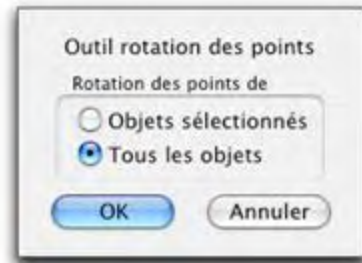 Outil rotation des points
Rotation des points de
Objets sélectionnés
Tous les objets
OK Annuler